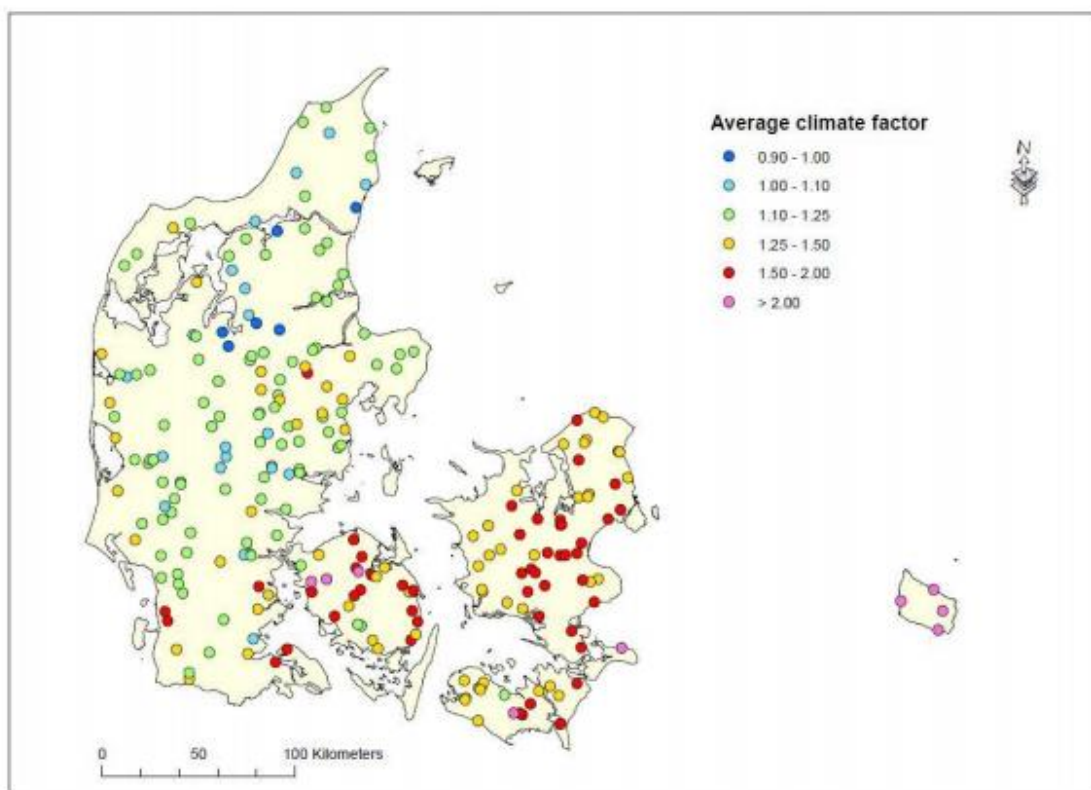 Average climate factor
N
0.90 - 1.00
1.00 - 1.10
1.10 - 1.25
1.25 - 1.50
1.50 - 2.00
> 2.00
0 50 100 Kilometers